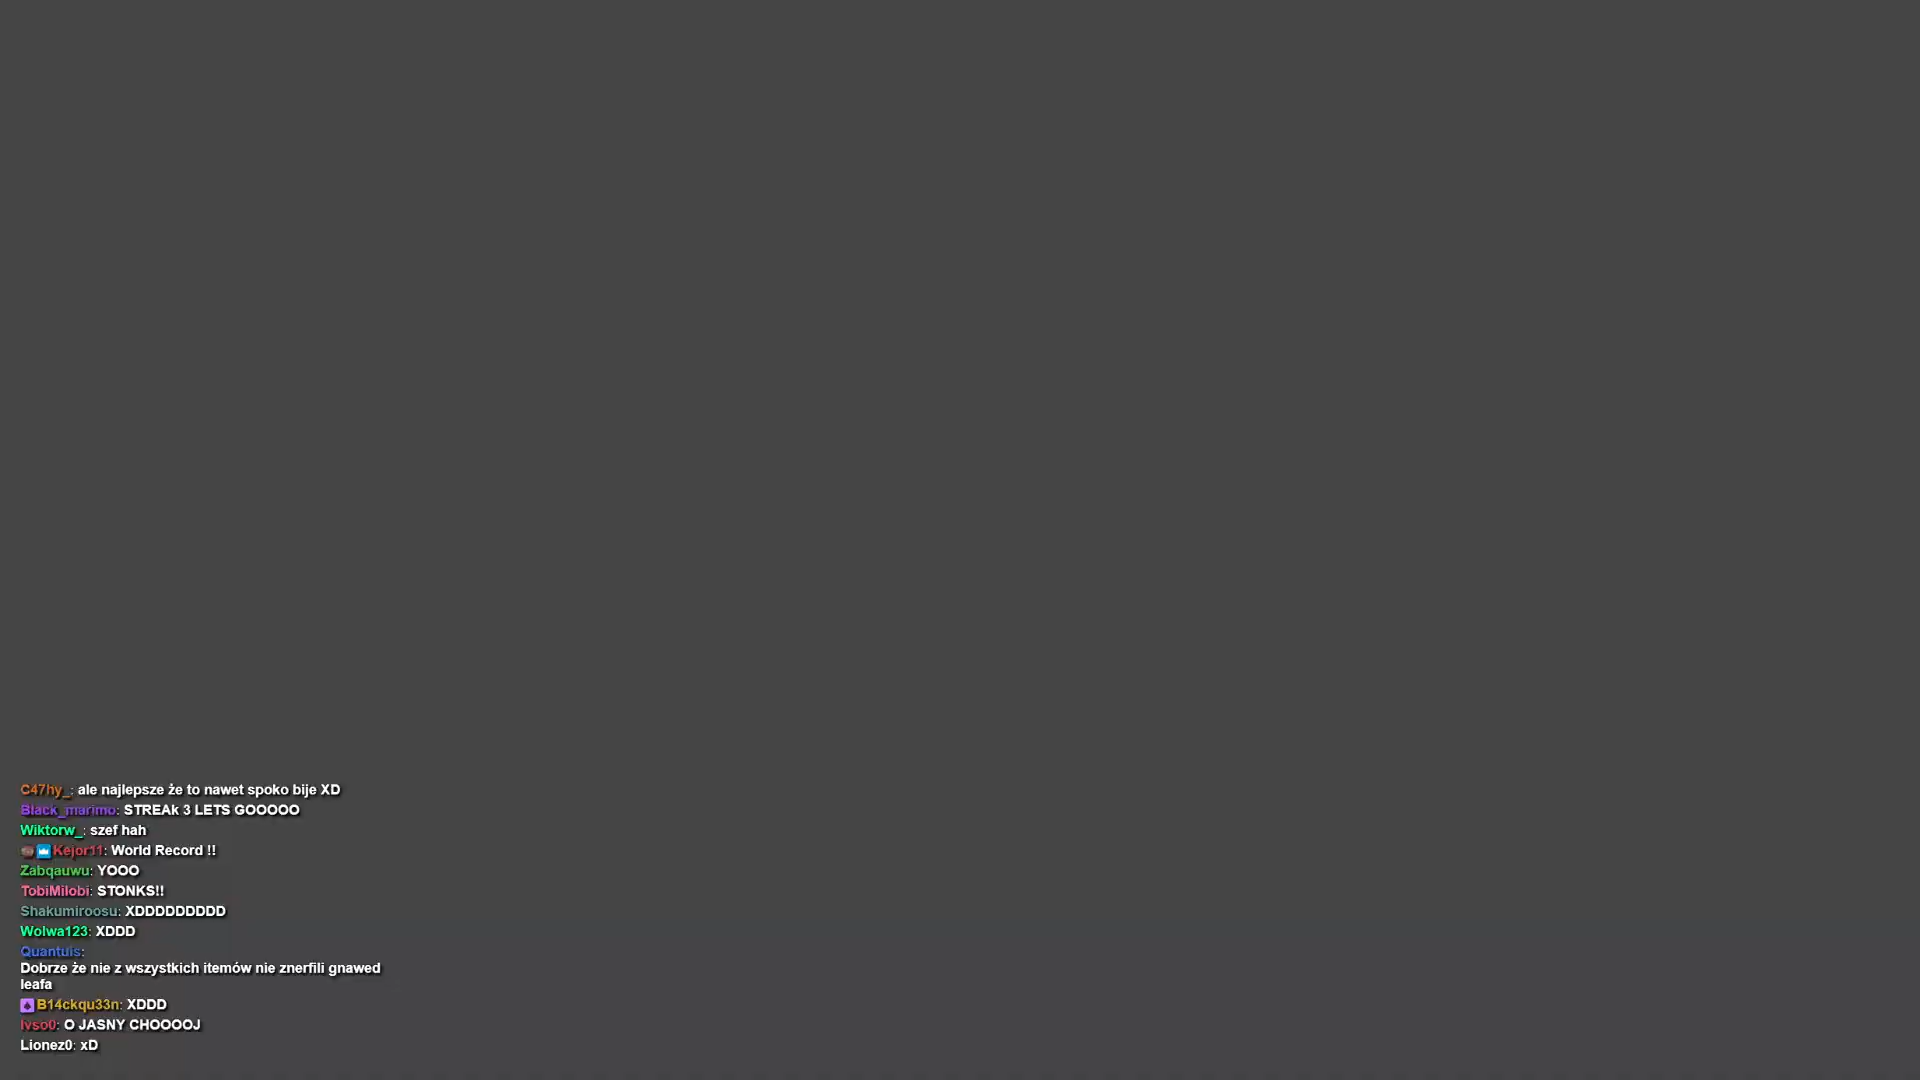 C47hy_: ale najlepsze że to nawet spoko bije XD
Black_marimo: STREAk 3 LETS GOOOOO
Wiktorw_: szef hah
Kejor11: World Record !!
Zabqauwu: YOOO
TobiMilobi: STONKS!!
Shakumiroosu: XDDDDDDDDD
Wolwa123: XDDD
Quantuis:
Dobrze że nie z wszystkich itemów nie znerfili gnawed
leafa
B14ckqu33n: XDDD
Ivso0: O JASNY CHOOOOJ
Lionez0: xD